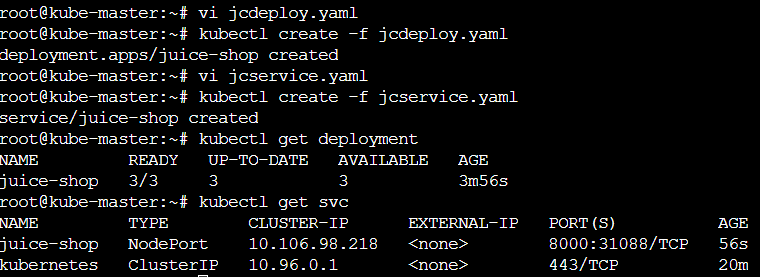 root@kube-master:~# vi jcdeploy.yaml
root@kube-master:~# kubectl create -f jcdeploy.yaml
deployment.apps/juice-shop created
root@kube-master:~# vi jcservice.yaml
root@kube-master:~# kubectl create -f jcservice.yaml
service/juice-shop created
root@kube-master:~# kubectl get deployment
NAME READY UP-TO-DATE AVAILABLE AGE
juice-shop 3/3 3 3 3m56s
root@kube-master:~# kubectl get svc
NAME TYPE CLUSTER-IP EXTERNAL-IP PORT(S) AGE
juice-shop NodePort 10.106.98.218 <none> 8000:31088/TCP 56s
kubernetes ClusterIP 10.96.0.1 <none> 443/TCP 20m